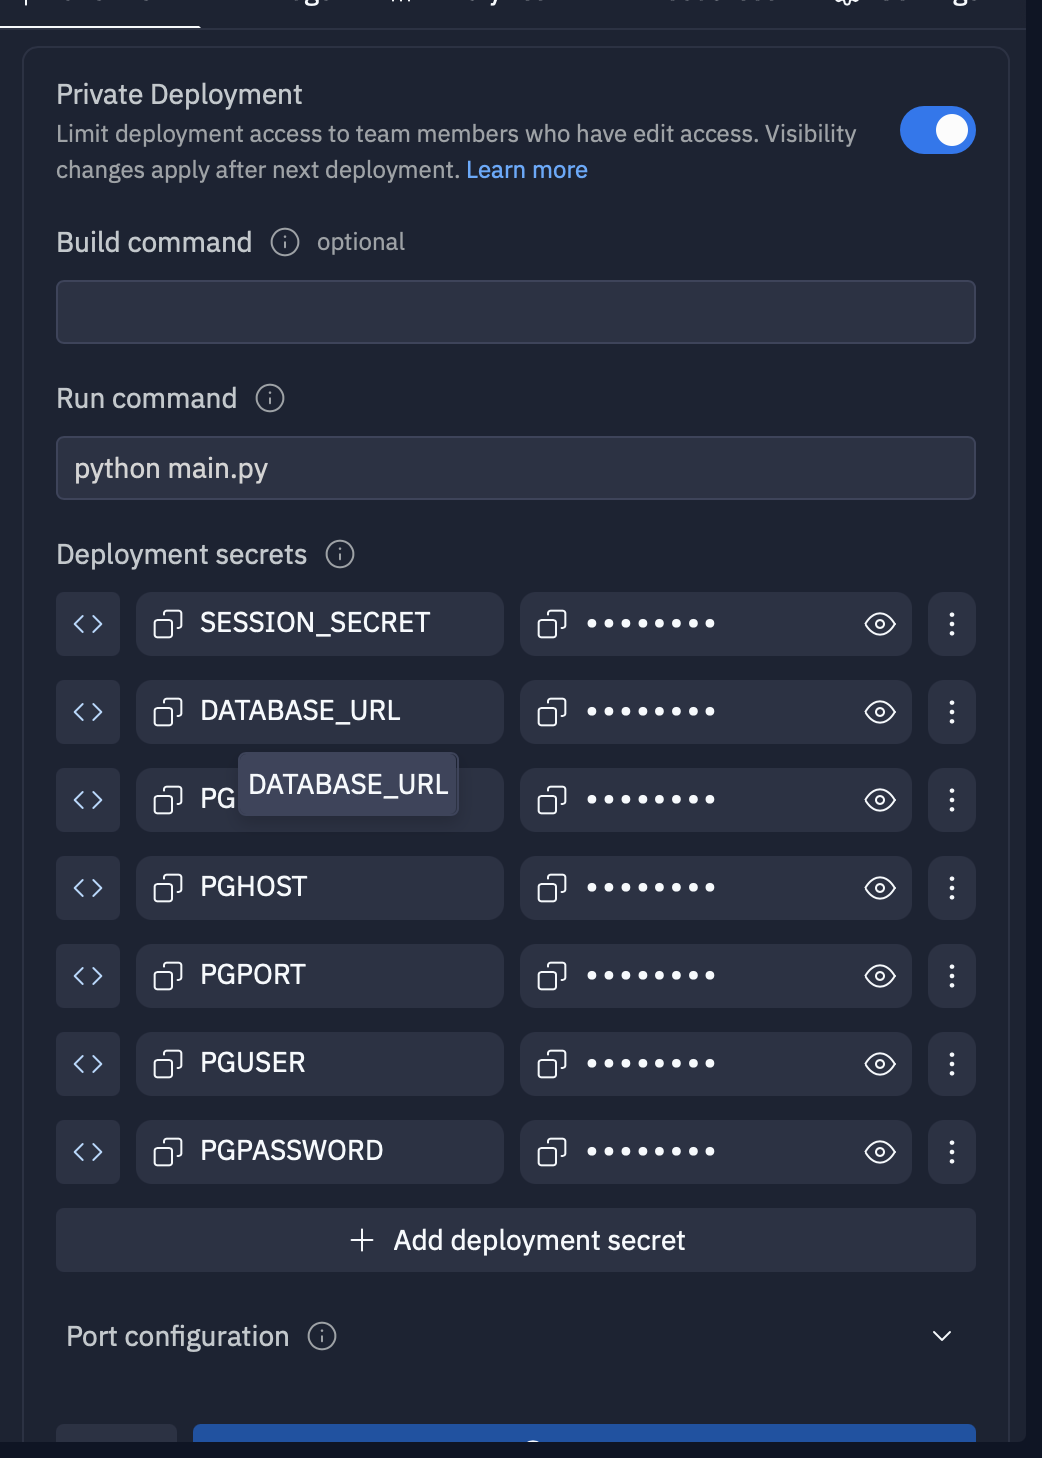 Private Deployment
Limit deployment access to team members who have edit access. Visibility
changes apply after next deployment. Learn more
Build command optional
Run command
python main.py
Deployment secrets
SESSION_SECRET
DATABASE_URL
DATABASE_URL
PG
PGHOST
PGPORT
PGUSER
PGPASSWORD
Add deployment secret
Port configuration